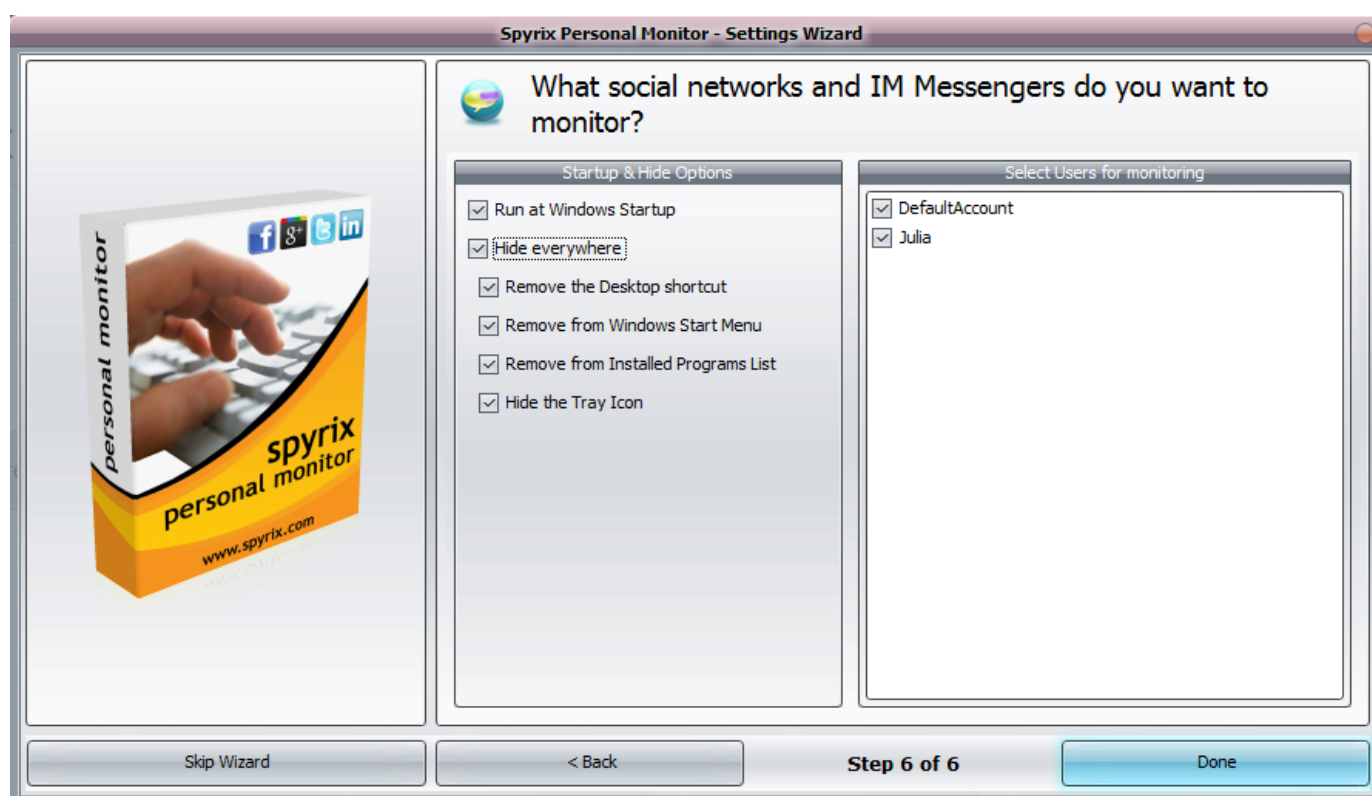 Spyrix Personal Monitor - Settings Wizard
What social networks and IM Messengers do you want to
monitor?
personal monitor
f g+ t in
spyrix
personal monitor
www.spyrix.com
Startup & Hide Options
Run at Windows Startup
Hide everywhere
Remove the Desktop shortcut
Remove from Windows Start Menu
Remove from Installed Programs List
Hide the Tray Icon
Select Users for monitoring
DefaultAccount
Julia
Skip Wizard
< Back
Step 6 of 6
Done